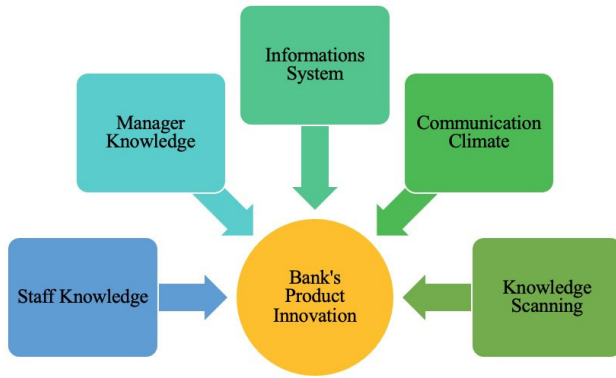 Informations
System
Manager
Knowledge
Communication
Climate
Staff Knowledge
Bank's
Product
Innovation
Knowledge
Scanning